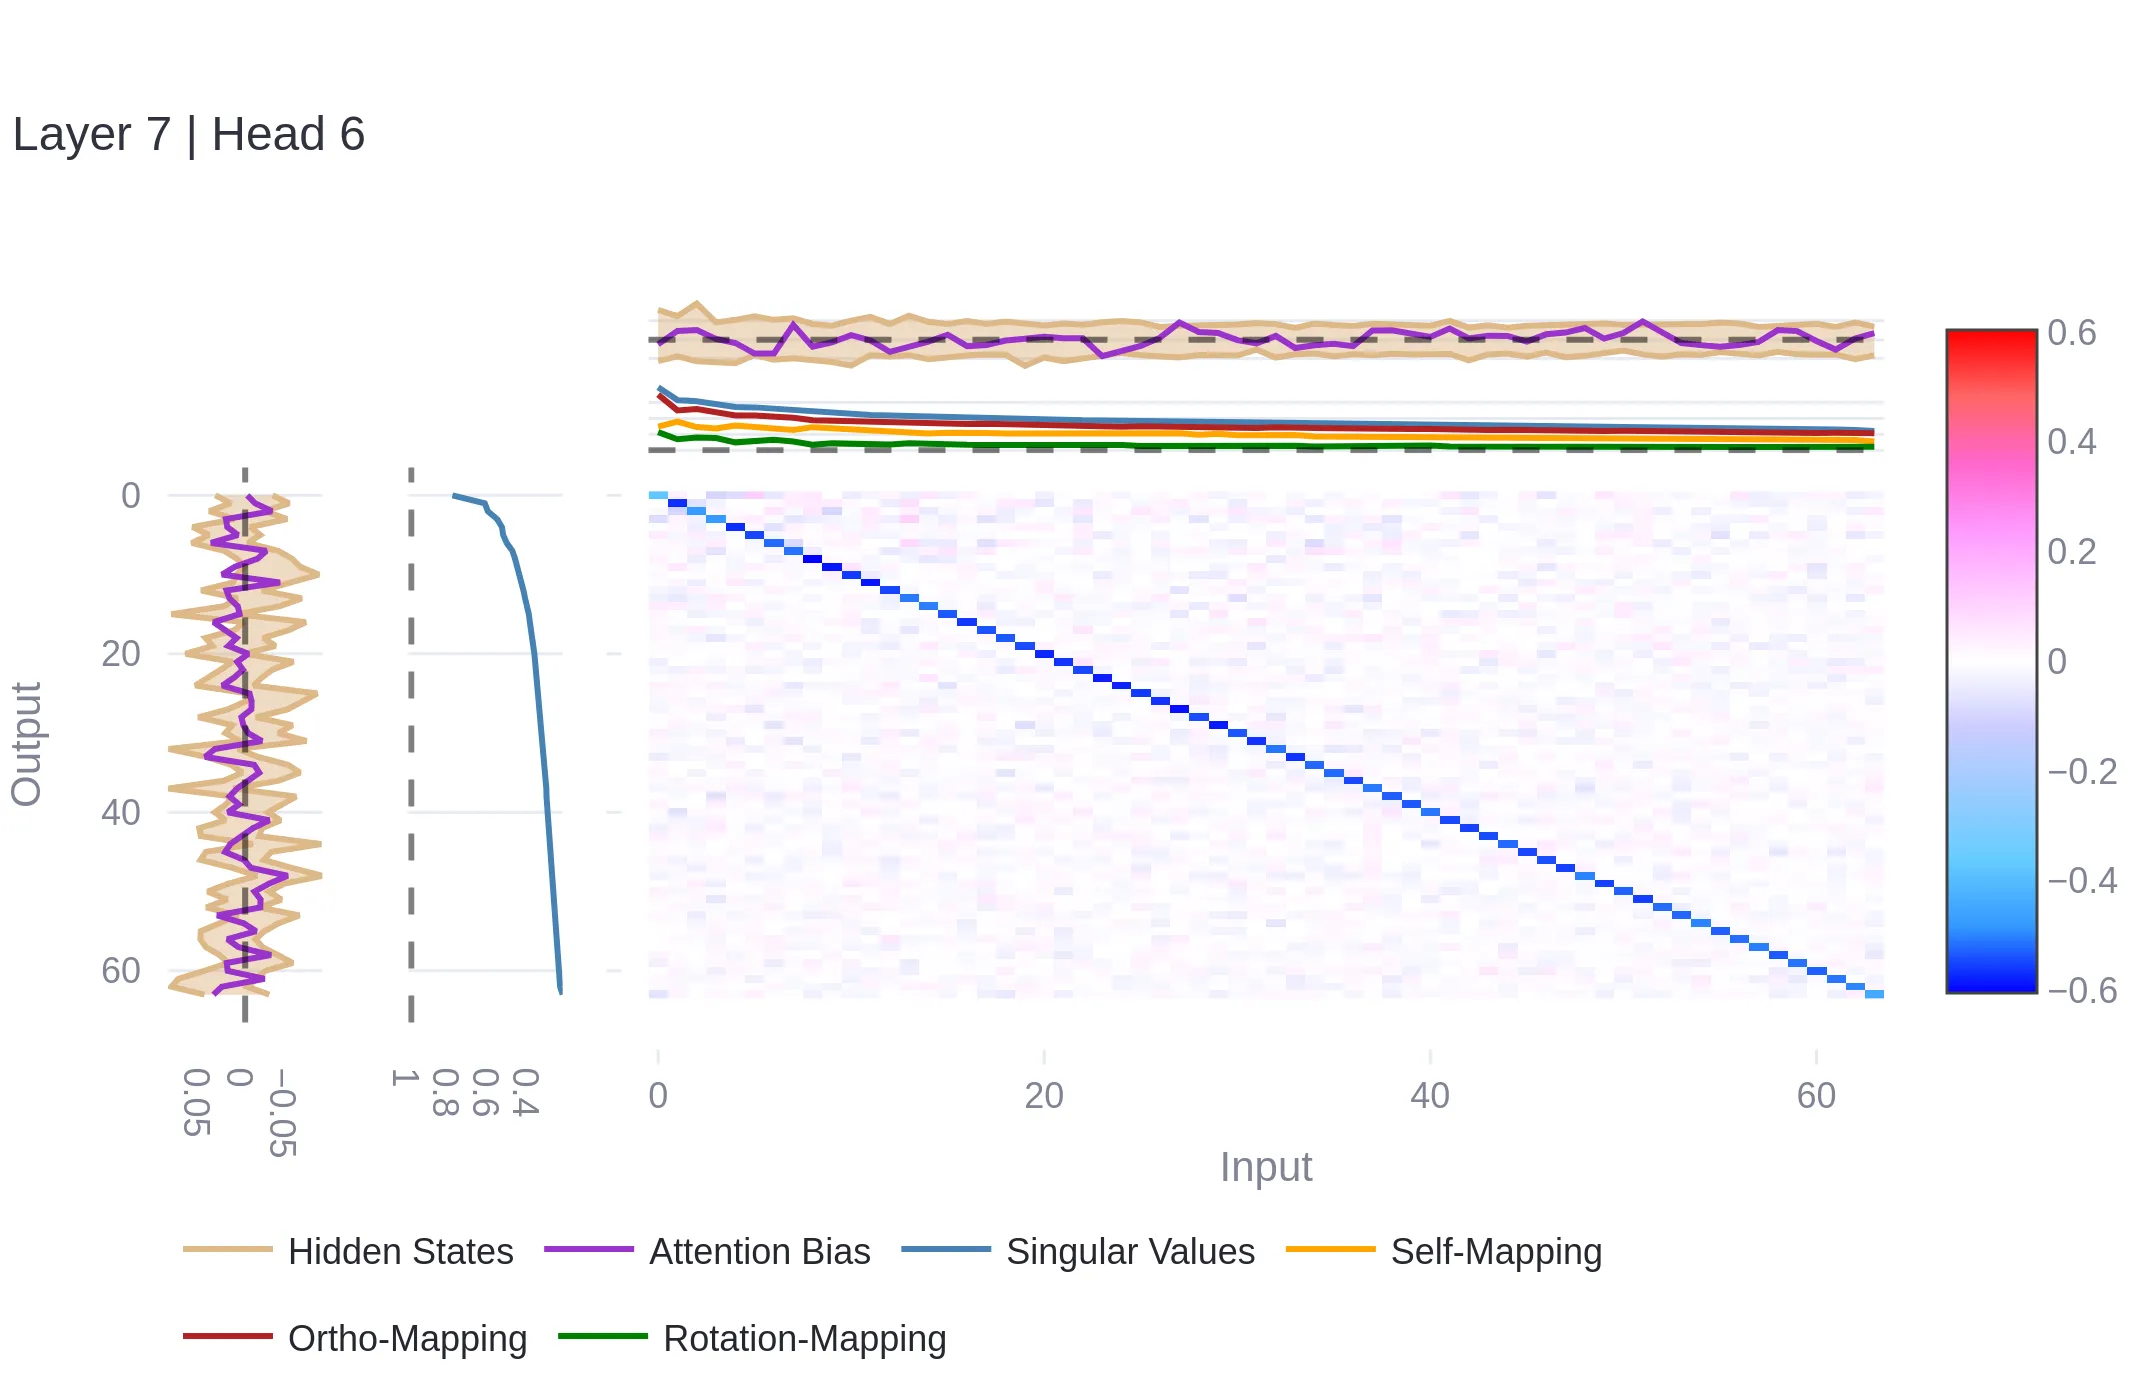 Layer 7 | Head 6
0.6
0.4
0.2
0
−0.2
−0.4
−0.6
Output
0
20
40
60
0.05
0
−0.05
1
0.8
0.6
0.4
0
20
40
60
Input
Hidden States
Attention Bias
Singular Values
Self-Mapping
Ortho-Mapping
Rotation-Mapping